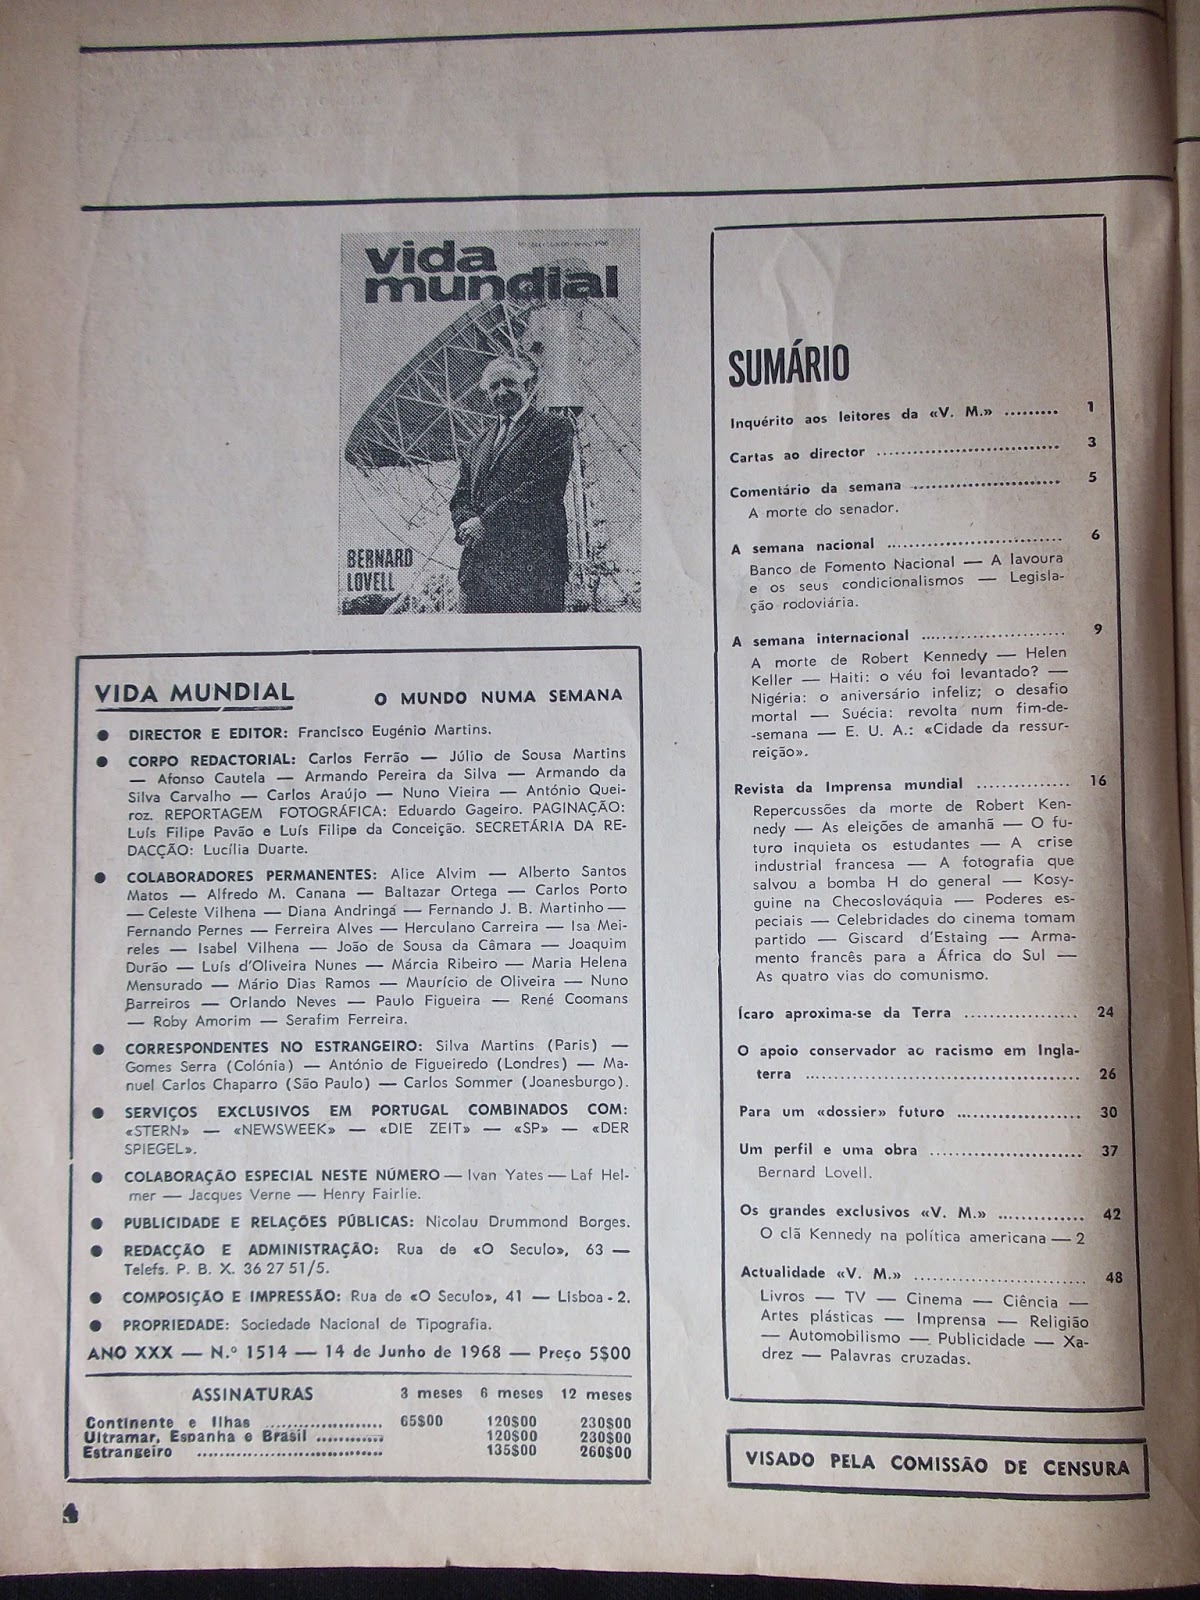 vida
mundial
BERNARD
LOVELL
VIDA MUNDIAL O MUNDO NUMA SEMANA
● DIRECTOR E EDITOR: Francisco Eugénio Martins.
● CORPO REDACTORIAL: Carlos Ferrão — Júlio de Sousa Martins
— Afonso Cautela — Armando Pereira da Silva — Armando da
Silva Carvalho — Carlos Araújo — Nuno Vieira — António Quei-
roz. REPORTAGEM FOTOGRÁFICA: Eduardo Gageiro. PAGINAÇÃO:
Luís Filipe Pavão e Luís Filipe da Conceição. SECRETÁRIA DA RE-
DACÇÃO: Lucília Duarte.
● COLABORADORES PERMANENTES: Alice Alvim — Alberto Santos
Matos — Alfredo M. Canana — Baltazar Ortega — Carlos Porto
— Celeste Vilhena — Diana Andringa — Fernando J. B. Martinho —
Fernando Pernes — Ferreira Alves — Herculano Carreira — Isa Mei-
reles — Isabel Vilhena — João de Sousa da Câmara — Joaquim
Durão — Luís d'Oliveira Nunes — Márcia Ribeiro — Maria Helena
Mensurado — Mário Dias Ramos — Maurício de Oliveira — Nuno
Barreiros — Orlando Neves — Paulo Figueira — René Coomans
— Roby Amorim — Serafim Ferreira.
● CORRESPONDENTES NO ESTRANGEIRO: Silva Martins (Paris) —
Gomes Serra (Colónia) — António de Figueiredo (Londres) — Ma-
nuel Carlos Chaparro (São Paulo) — Carlos Sommer (Joanesburgo).
● SERVIÇOS EXCLUSIVOS EM PORTUGAL COMBINADOS COM:
«STERN» — «NEWSWEEK» — «DIE ZEIT» — «SP» — «DER
SPIEGEL».
● COLABORAÇÃO ESPECIAL NESTE NÚMERO — Ivan Yates — Laf Hel-
mer — Jacques Verne — Henry Fairlie.
● PUBLICIDADE E RELAÇÕES PÚBLICAS: Nicolau Drummond Borges.
● REDACÇÃO E ADMINISTRAÇÃO: Rua de «O Seculo», 63 —
Telefs. P. B. X. 36 27 51/5.
● COMPOSIÇÃO E IMPRESSÃO: Rua de «O Seculo», 41 — Lisboa - 2.
● PROPRIEDADE: Sociedade Nacional de Tipografia.
ANO XXX — N.º 1514 — 14 de Junho de 1968 — Preço 5$00
ASSINATURAS 3 meses 6 meses 12 meses
Continente e Ilhas .................... 65$00 120$00 230$00
Ultramar, Espanha e Brasil ............ 120$00 230$00
Estrangeiro ................................ 135$00 260$00
4
SUMÁRIO
Inquérito aos leitores da «V. M.» ......... 1
Cartas ao director .............................. 3
Comentário da semana ........................ 5
A morte do senador.
A semana nacional ............................. 6
Banco de Fomento Nacional — A lavoura
e os seus condicionalismos — Legisla-
ção rodoviária.
A semana internacional ........................ 9
A morte de Robert Kennedy — Helen
Keller — Haiti: o véu foi levantado? —
Nigéria: o aniversário infeliz; o desafio
mortal — Suécia: revolta num fim-de-
-semana — E. U. A.: «Cidade da ressur-
reição».
Revista da Imprensa mundial ............... 16
Repercussões da morte de Robert Ken-
nedy — As eleições de amanhã — O fu-
turo inquieta os estudantes — A crise
industrial francesa — A fotografia que
salvou a bomba H do general — Kosy-
guine na Checoslováquia — Poderes es-
peciais — Celebridades do cinema tomam
partido — Giscard d'Estaing — Arma-
mento francês para a África do Sul —
As quatro vias do comunismo.
Ícaro aproxima-se da Terra .................. 24
O apoio conservador ao racismo em Ingla-
terra ............................................. 26
Para um «dossier» futuro .................... 30
Um perfil e uma obra ......................... 37
Bernard Lovell.
Os grandes exclusivos «V. M.» ............. 42
O clã Kennedy na política americana — 2
Actualidade «V. M.» ........................... 48
Livros — TV — Cinema — Ciência —
Artes plásticas — Imprensa — Religião
— Automobilismo — Publicidade — Xa-
drez — Palavras cruzadas.
VISADO PELA COMISSÃO DE CENSURA